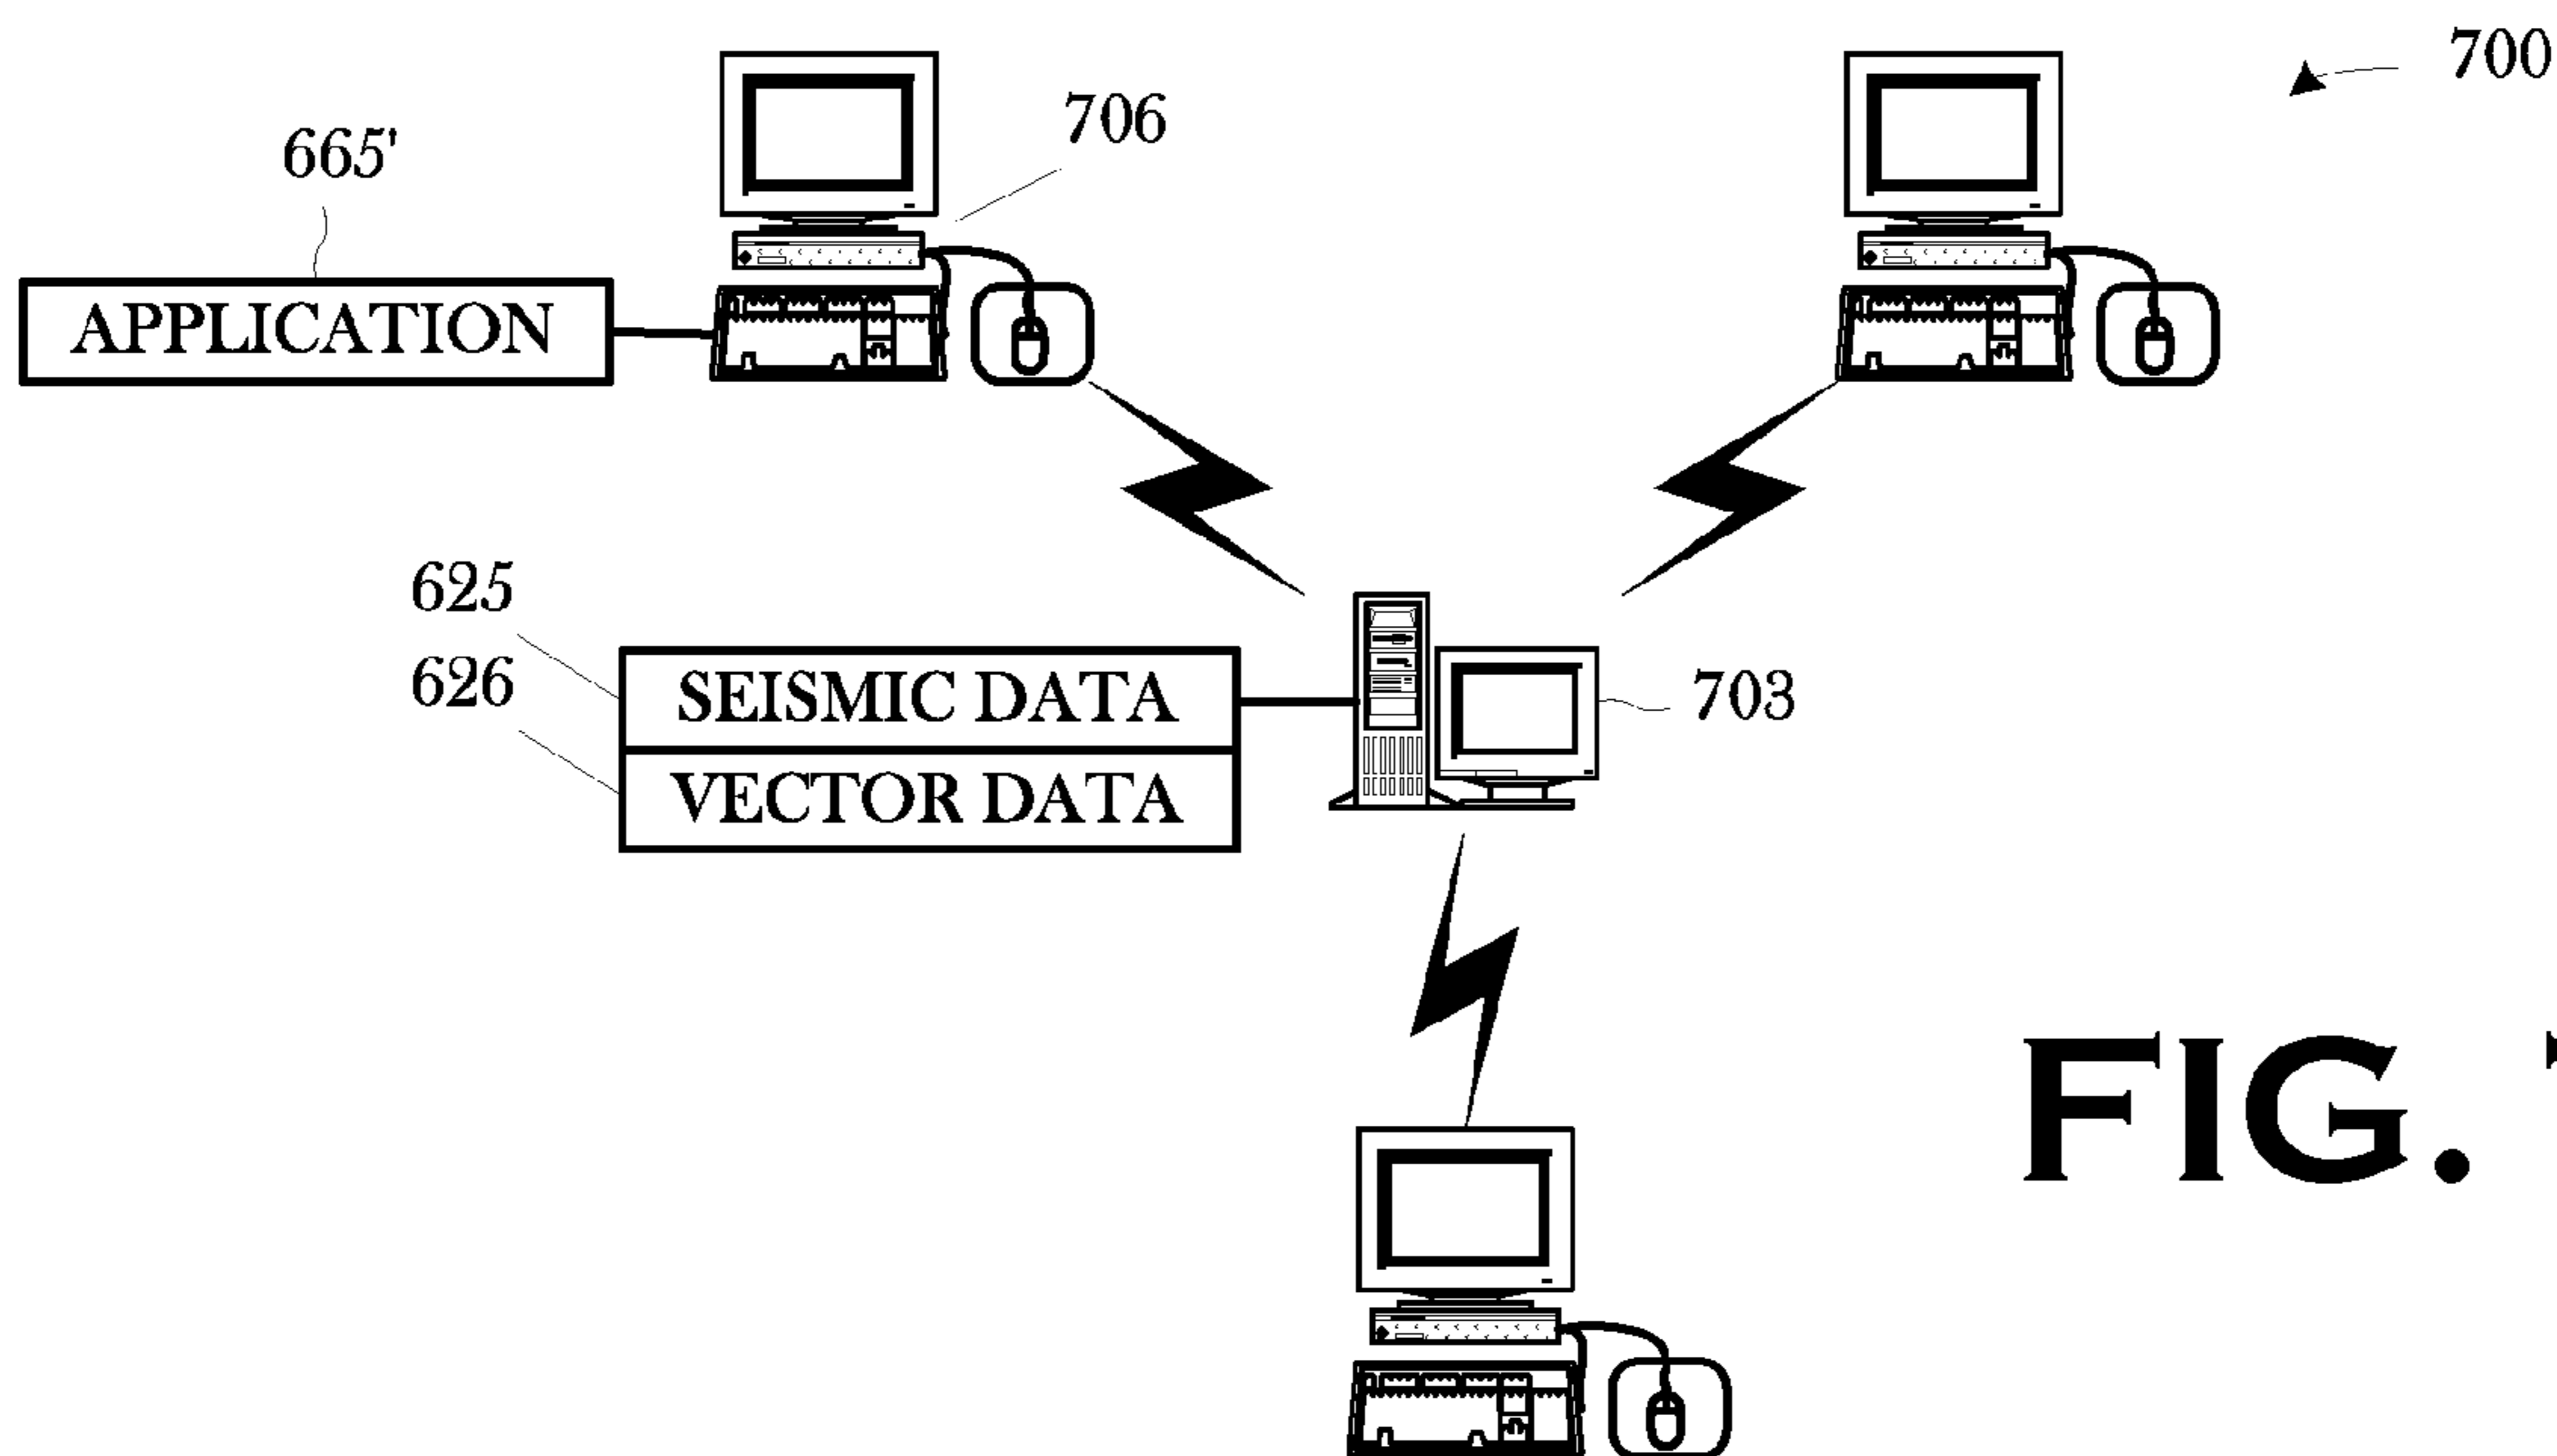 700
706
665'
APPLICATION
625
626
SEISMIC DATA
VECTOR DATA
703
FIG.